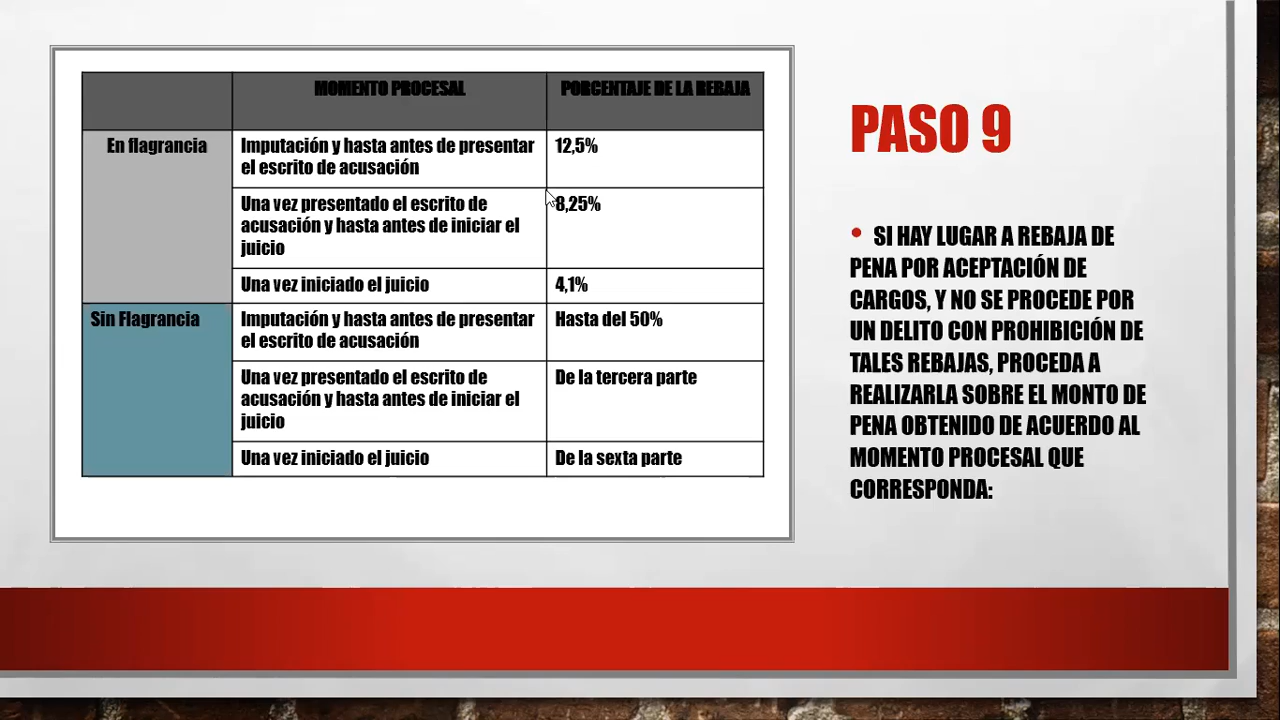 MOMENTO PROCESAL
PORCENTAJE DE LA REBAJA
En flagrancia
Imputación y hasta antes de presentar
el escrito de acusación
12,5%
Una vez presentado el escrito de
acusación y hasta antes de iniciar el
juicio
8,25%
Una vez iniciado el juicio
4,1%
Sin Flagrancia
Imputación y hasta antes de presentar
el escrito de acusación
Hasta del 50%
Una vez presentado el escrito de
acusación y hasta antes de iniciar el
juicio
De la tercera parte
Una vez iniciado el juicio
De la sexta parte
PASO 9
• SI HAY LUGAR A REBAJA DE
PENA POR ACEPTACIÓN DE
CARGOS, Y NO SE PROCEDE POR
UN DELITO CON PROHIBICIÓN DE
TALES REBAJAS, PROCEDA A
REALIZARLA SOBRE EL MONTO DE
PENA OBTENIDO DE ACUERDO AL
MOMENTO PROCESAL QUE
CORRESPONDA: